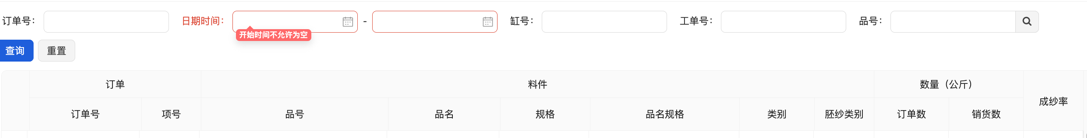 订单号： 日期时间： - 缸号： 工单号： 品号：
开始时间不允许为空
查询 重置
订单 料件 数量（公斤） 成纱率
订单号 项号 品号 品名 规格 品名规格 类别 胚纱类别 订单数 销货数